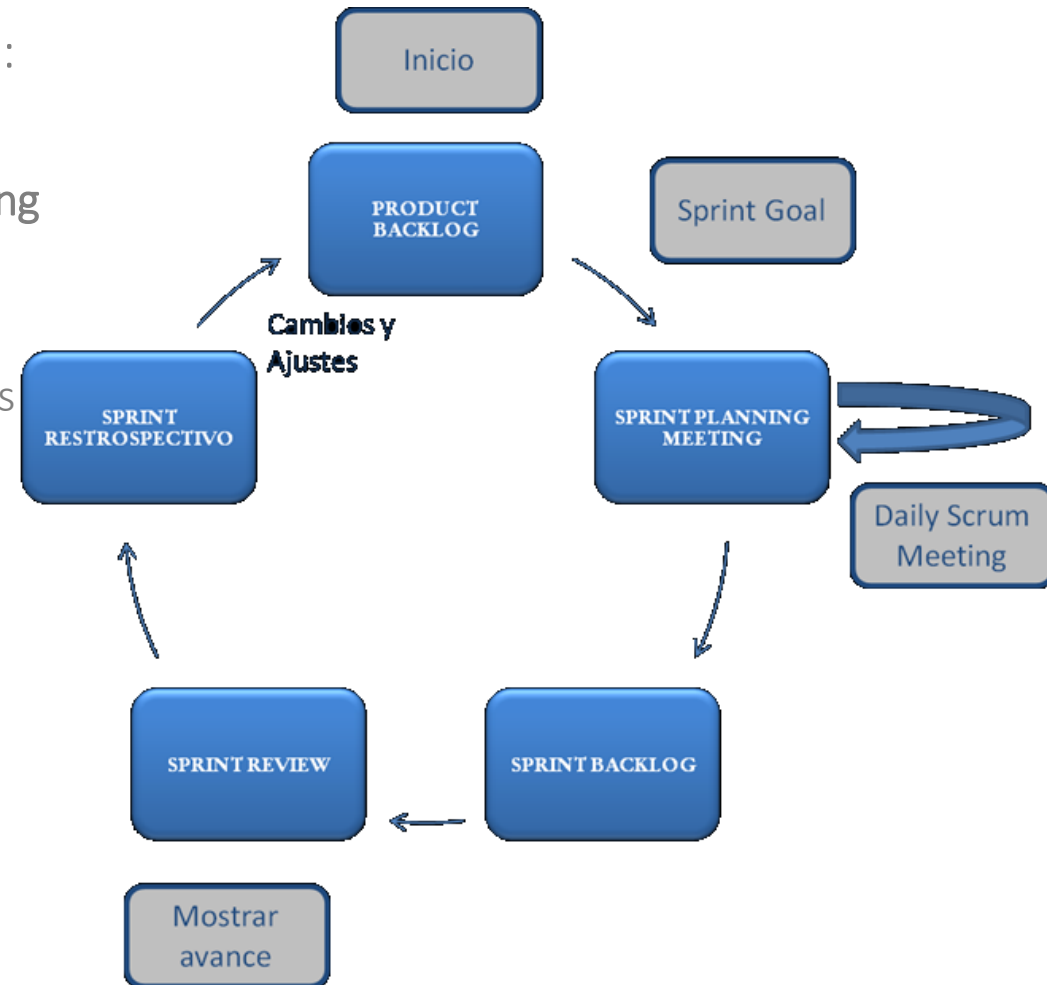 :
Inicio
ng
PRODUCT
BACKLOG
Sprint Goal
Cambios y
Ajustes
s
SPRINT
RESTROSPECTIVO
SPRINT PLANNING
MEETING
Daily Scrum
Meeting
SPRINT REVIEW
SPRINT BACKLOG
Mostrar
avance